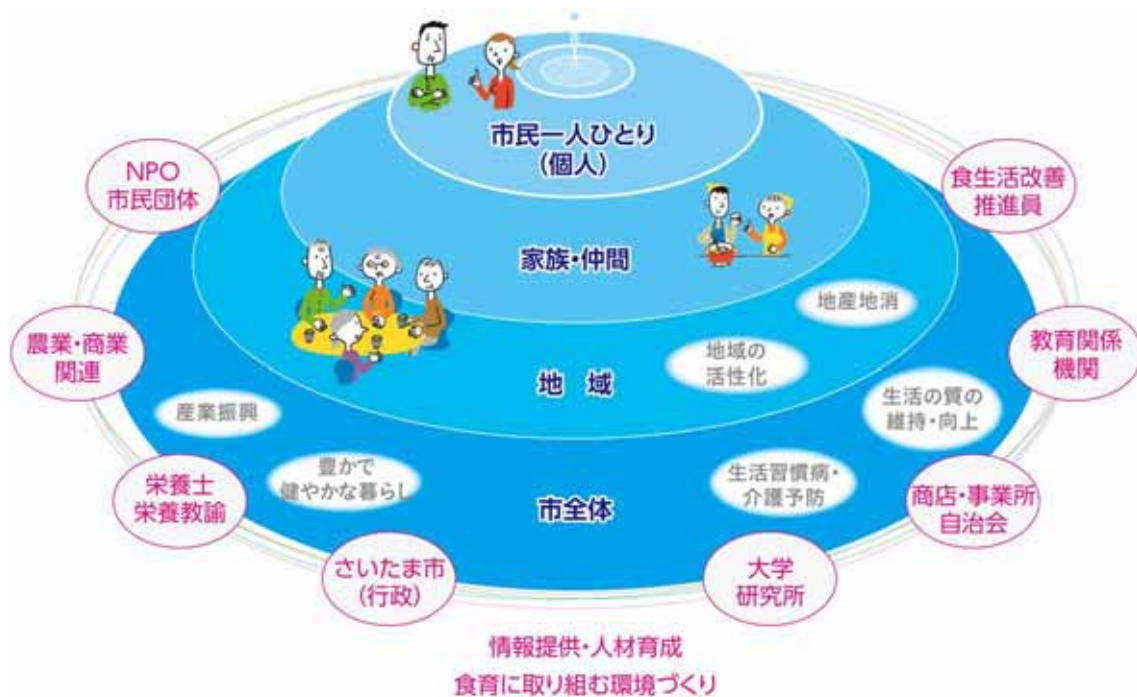 市民一人ひとり
(個人)
NPO
市民団体
食生活改善
推進員
家族・仲間
地産地消
農業・商業
関連
教育関係
機関
地域の
活性化
地　域
生活の質の
維持・向上
産業振興
豊かで
健やかな暮らし
生活習慣病・
介護予防
栄養士
栄養教諭
商店・事業所
自治会
市全体
さいたま市
(行政)
大学
研究所
情報提供・人材育成
食育に取り組む環境づくり